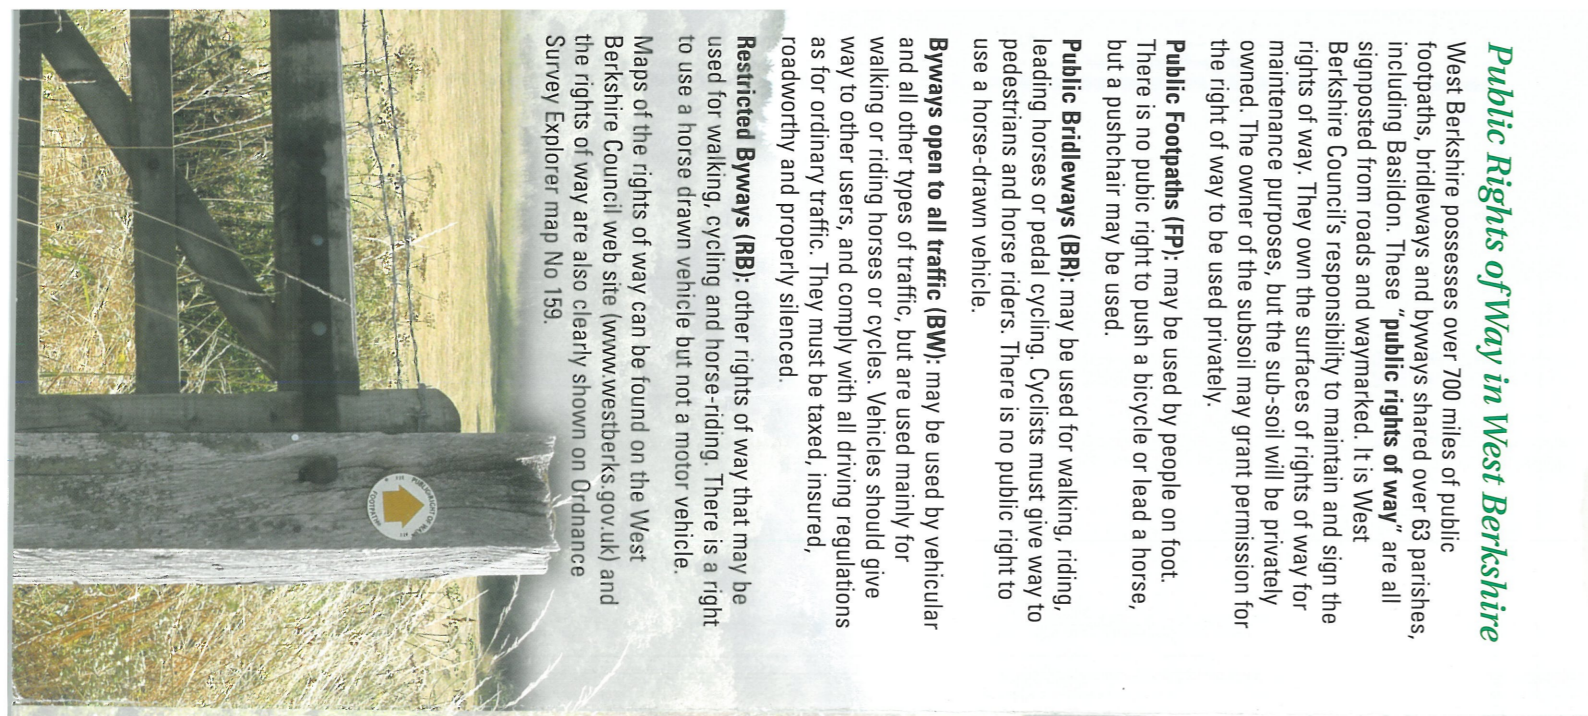 Public Rights of Way in West Berkshire
West Berkshire possesses over 700 miles of public
footpaths, bridleways and byways shared over 63 parishes,
including Basildon. These "public rights of way" are all
signposted from roads and waymarked. It is West
Berkshire Council's responsibility to maintain and sign the
rights of way. They own the surfaces of rights of way for
maintenance purposes, but the sub-soil will be privately
owned. The owner of the subsoil may grant permission for
the right of way to be used privately.
Public Footpaths (FP): may be used by people on foot.
There is no pubic right to push a bicycle or lead a horse,
but a pushchair may be used.
Public Bridleways (BR): may be used for walking, riding,
leading horses or pedal cycling. Cyclists must give way to
pedestrians and horse riders. There is no public right to
use a horse-drawn vehicle.
Byways open to all traffic (BW): may be used by vehicular
and all other types of traffic, but are used mainly for
walking or riding horses or cycles. Vehicles should give
way to other users, and comply with all driving regulations
as for ordinary traffic. They must be taxed, insured,
roadworthy and properly silenced.
Restricted Byways (RB): other rights of way that may be
used for walking, cycling and horse-riding. There is a right
to use a horse drawn vehicle but not a motor vehicle.
Maps of the rights of way can be found on the West
Berkshire Council web site (www.westberks.gov.uk) and
the rights of way are also clearly shown on Ordnance
Survey Explorer map No 159.
PUBLIC RIGHT OF WAY
FOOTPATH